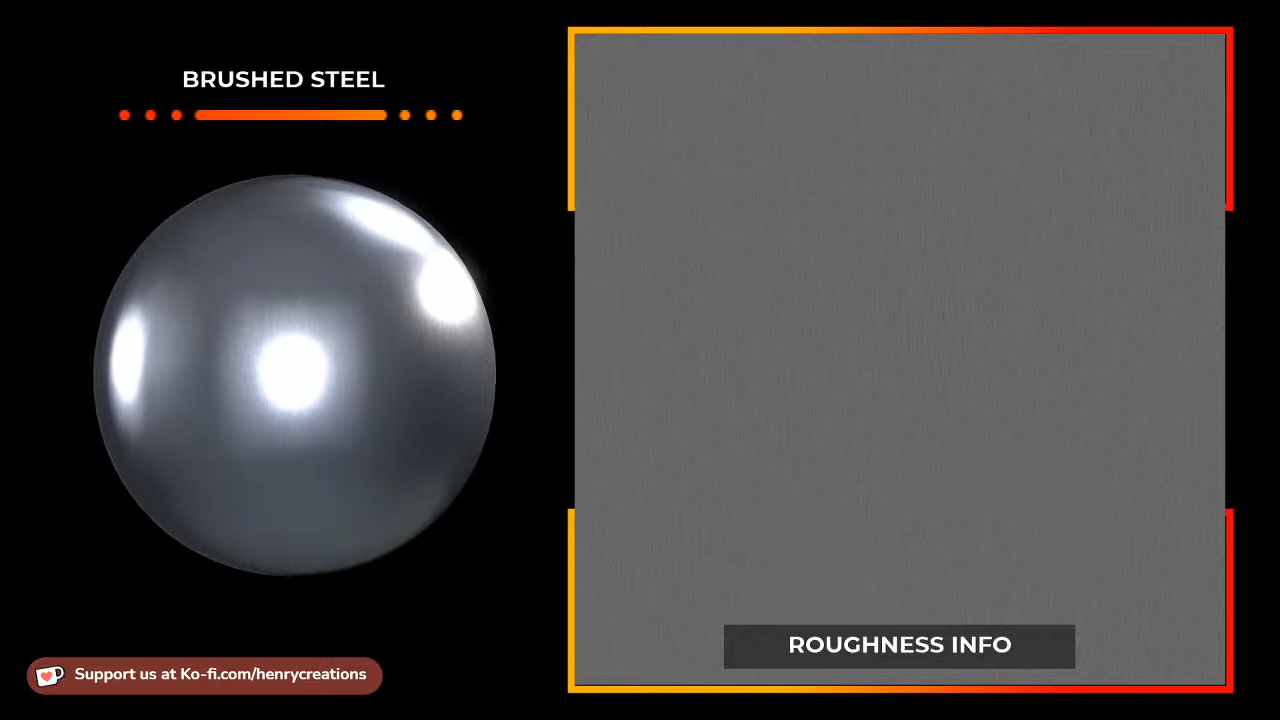 BRUSHED STEEL
ROUGHNESS INFO
Support us at Ko-fi.com/henrycreations